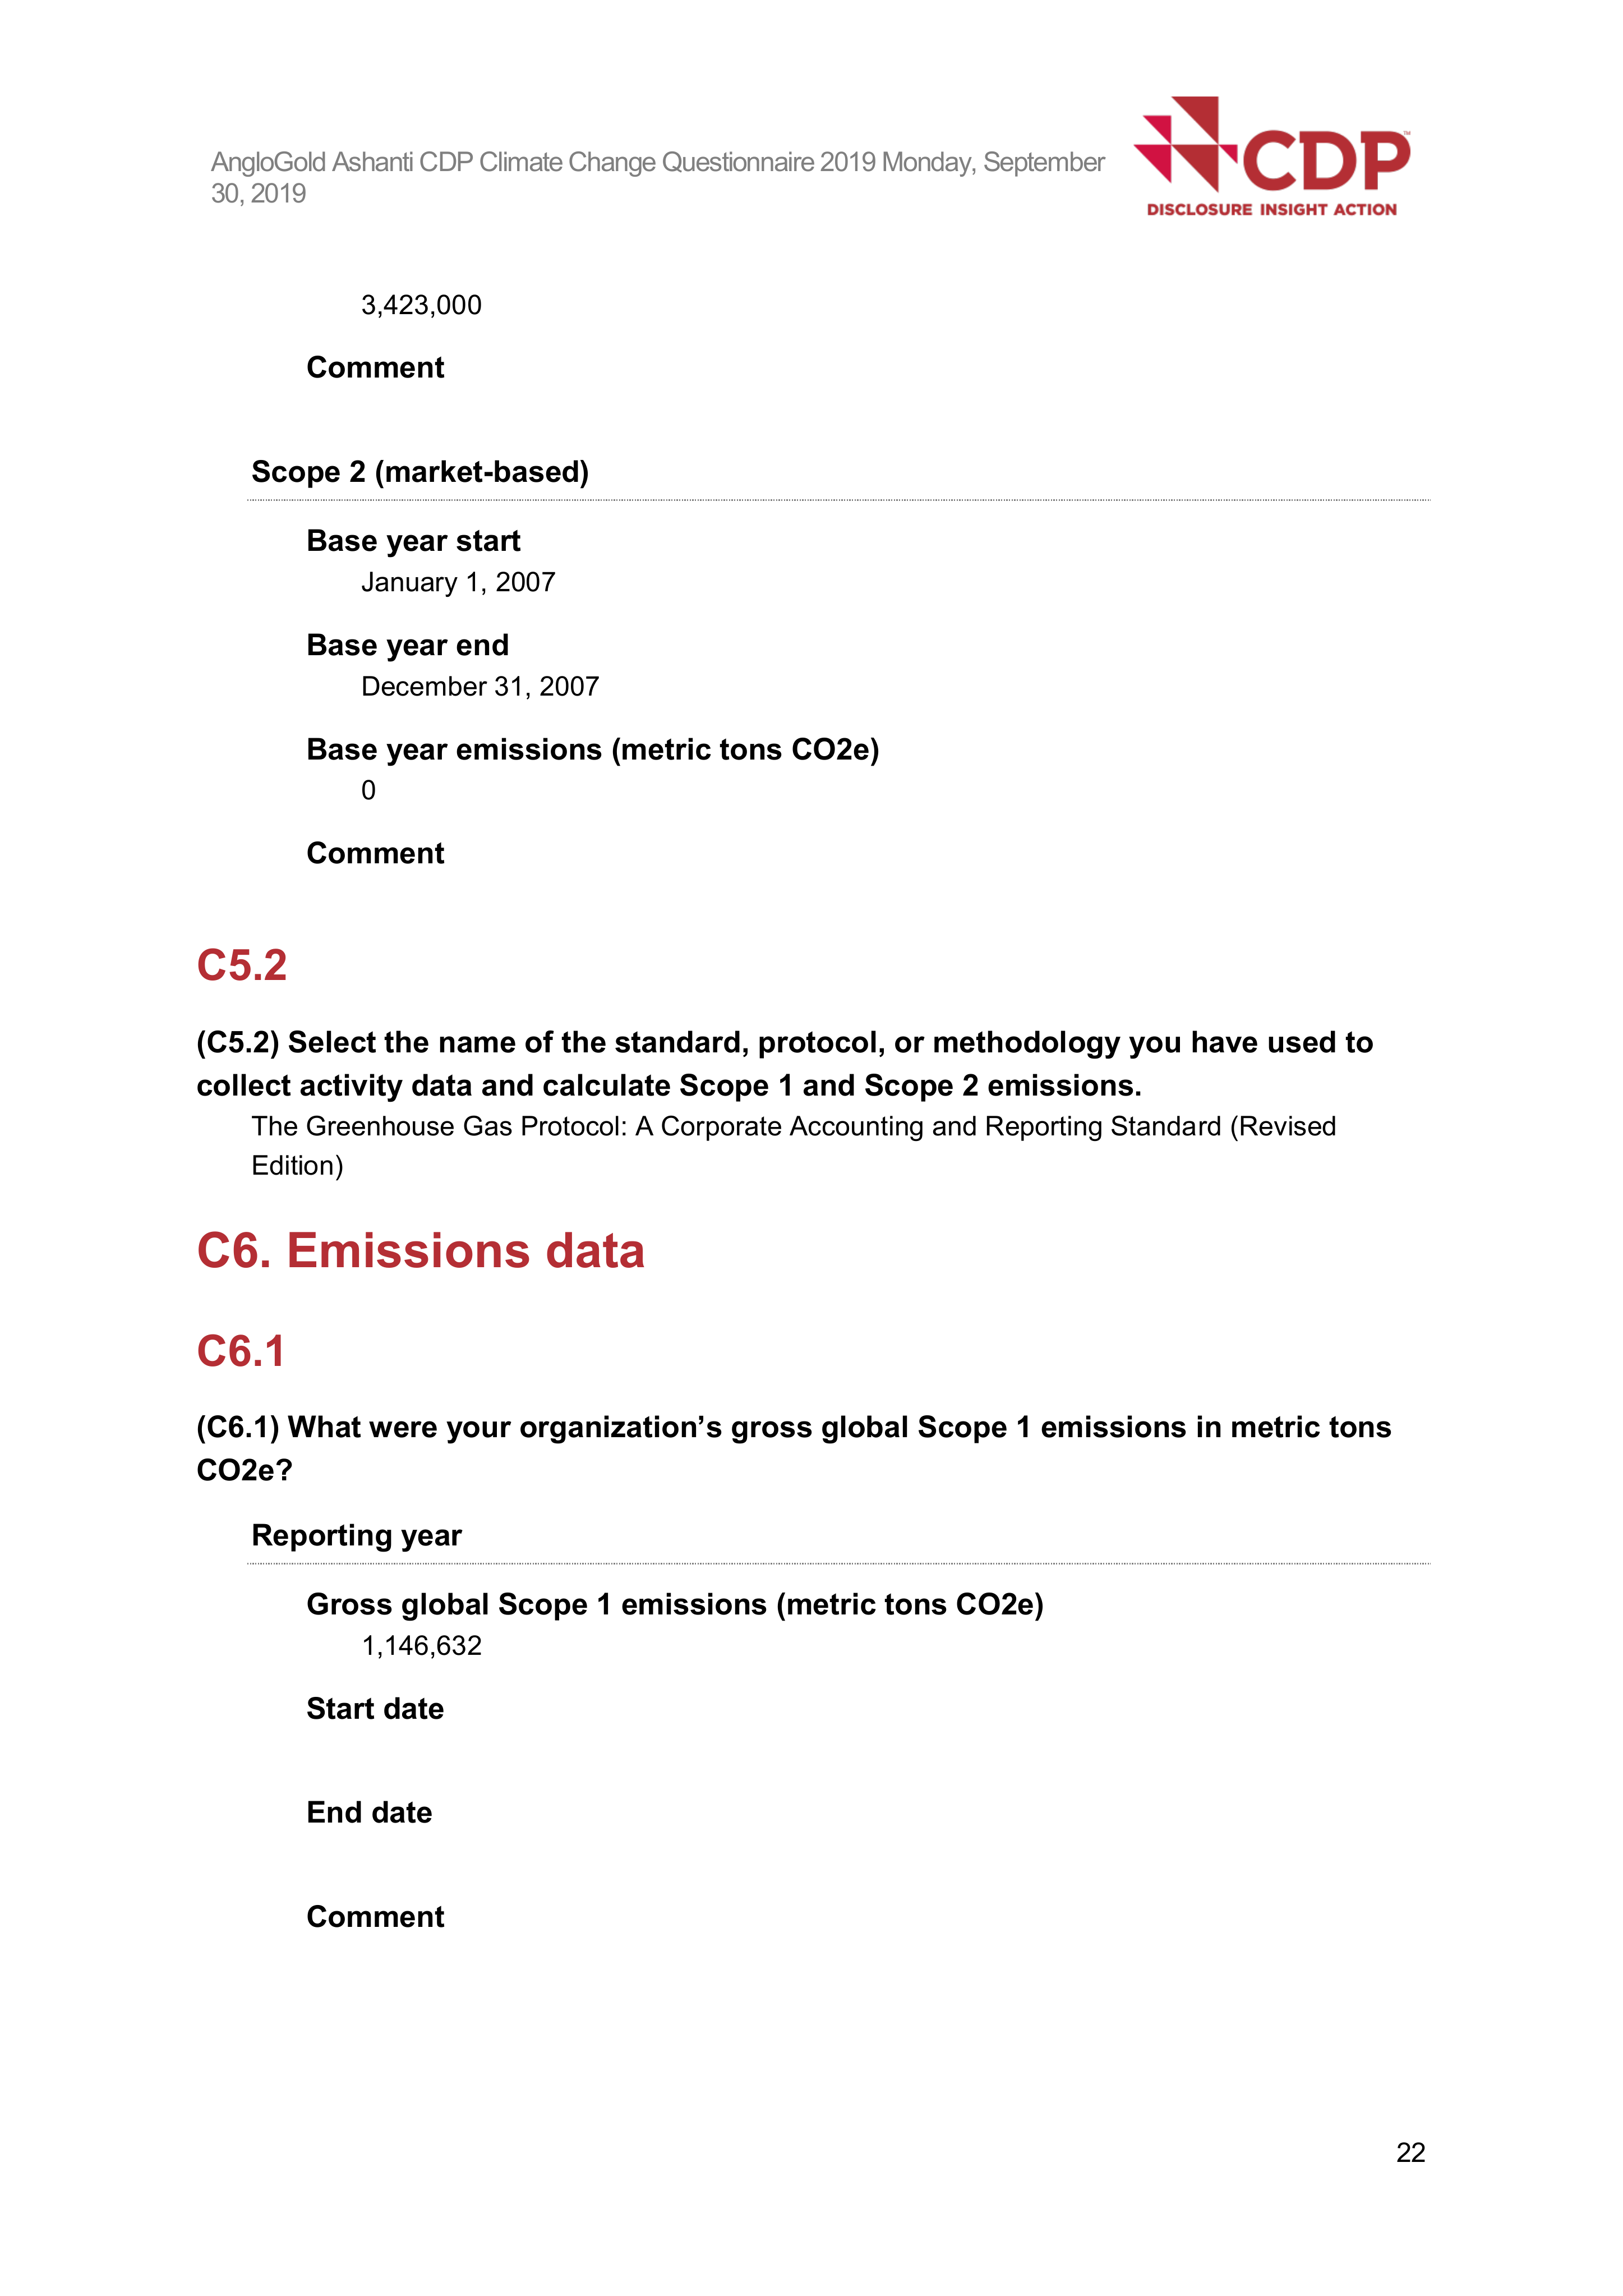 AngloGold Ashanti CDP Climate Change Questionnaire 2019 Monday, September
30, 2019
CDP™
DISCLOSURE INSIGHT ACTION
3,423,000
Comment
Scope 2 (market-based)
Base year start
January 1, 2007
Base year end
December 31, 2007
Base year emissions (metric tons CO2e)
0
Comment
C5.2
(C5.2) Select the name of the standard, protocol, or methodology you have used to
collect activity data and calculate Scope 1 and Scope 2 emissions.
The Greenhouse Gas Protocol: A Corporate Accounting and Reporting Standard (Revised
Edition)
C6. Emissions data
C6.1
(C6.1) What were your organization’s gross global Scope 1 emissions in metric tons
CO2e?
Reporting year
Gross global Scope 1 emissions (metric tons CO2e)
1,146,632
Start date
End date
Comment
22